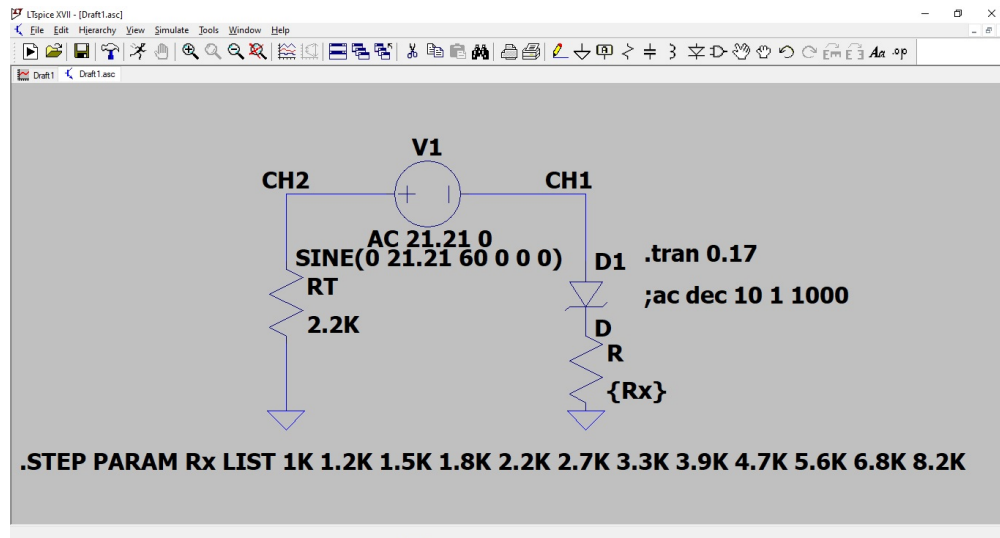 LTspice XVII - [Draft1.asc]
File Edit Hierarchy View Simulate Tools Window Help
Draft1 Draft1.asc
V1
CH2 CH1
AC 21.21 0
SINE(0 21.21 60 0 0 0) D1 .tran 0.17
RT ;ac dec 10 1 1000
2.2K D
R
{Rx}
.STEP PARAM Rx LIST 1K 1.2K 1.5K 1.8K 2.2K 2.7K 3.3K 3.9K 4.7K 5.6K 6.8K 8.2K